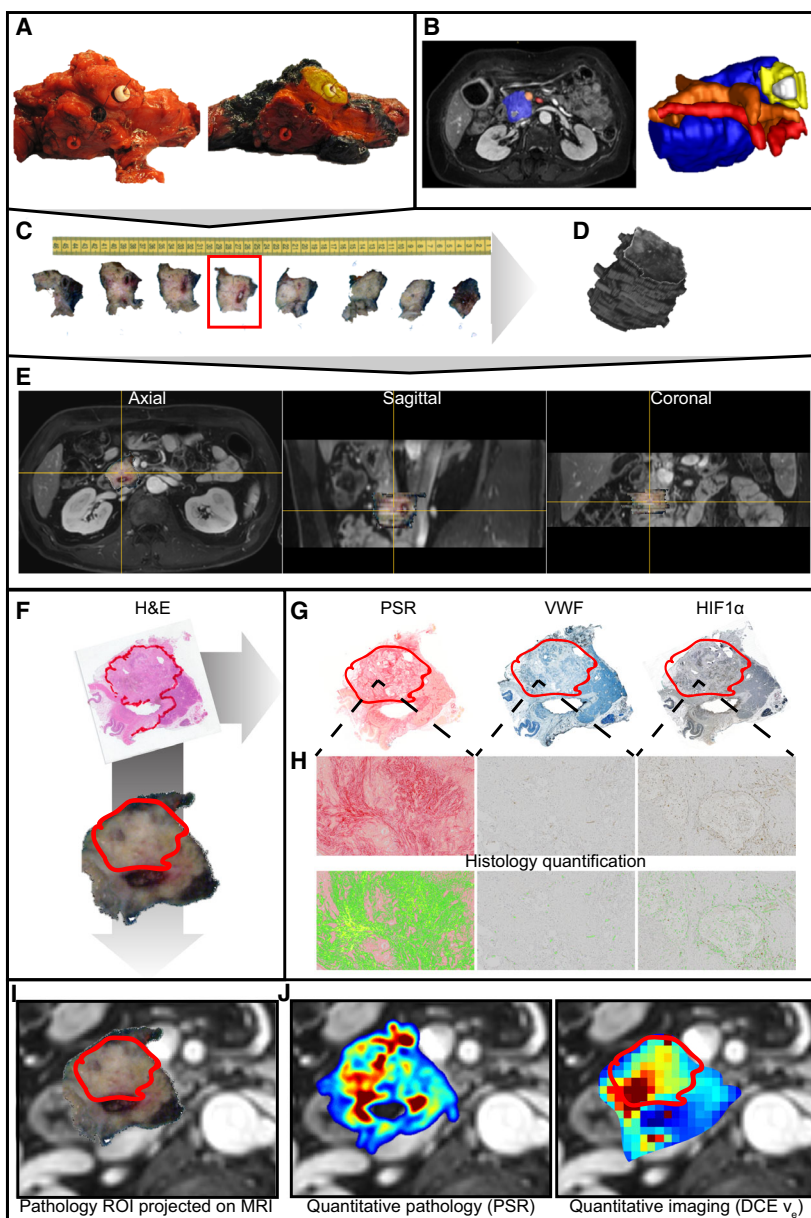 A
B
C
D
E
Axial
Sagittal
Coronal
F
H&E
G
PSR
VWF
HIF1α
H
Histology quantification
I
Pathology ROI projected on MRI
J
Quantitative pathology (PSR)
Quantitative imaging (DCE vₑ)